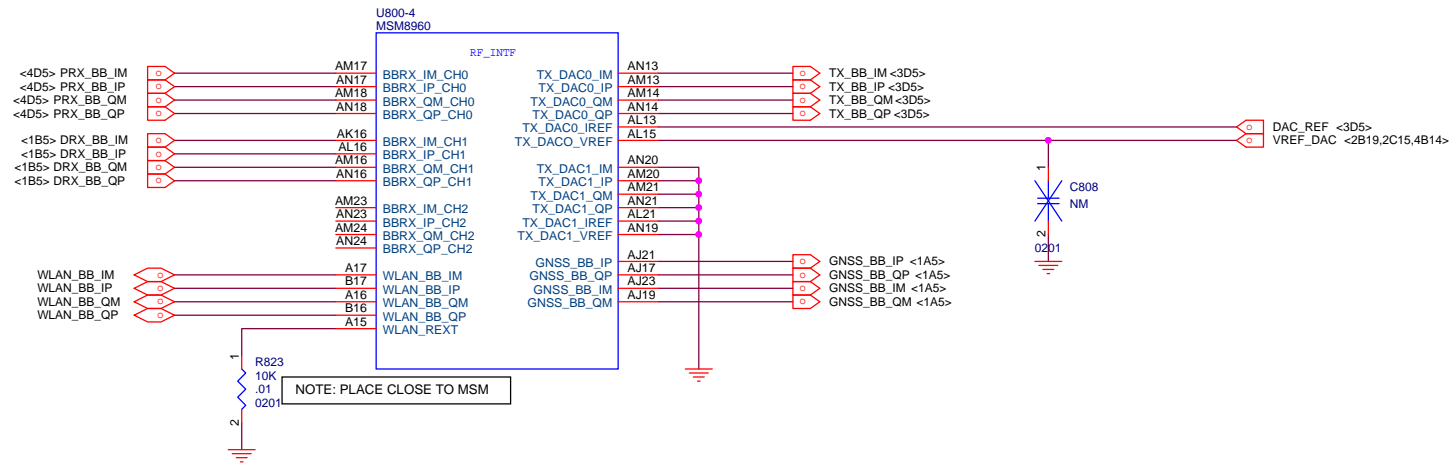 U800-4
MSM8960
RF_INTF
<4D5> PRX_BB_IM AM17 BBRX_IM_CH0 TX_DAC0_IM AN13 TX_BB_IM <3D5>
<4D5> PRX_BB_IP AN17 BBRX_IP_CH0 TX_DAC0_IP AM13 TX_BB_IP <3D5>
<4D5> PRX_BB_QM AM18 BBRX_QM_CH0 TX_DAC0_QM AM14 TX_BB_QM <3D5>
<4D5> PRX_BB_QP AN18 BBRX_QP_CH0 TX_DAC0_QP AN14 TX_BB_QP <3D5>
TX_DAC0_IREF AL13 DAC_REF <3D5>
<1B5> DRX_BB_IM AK16 BBRX_IM_CH1 TX_DACO_VREF AL15 VREF_DAC <2B19,2C15,4B14>
<1B5> DRX_BB_IP AL16 BBRX_IP_CH1
<1B5> DRX_BB_QM AM16 BBRX_QM_CH1 TX_DAC1_IM AN20
<1B5> DRX_BB_QP AN16 BBRX_QP_CH1 TX_DAC1_IP AM20
TX_DAC1_QM AM21
AM23 BBRX_IM_CH2 TX_DAC1_QP AN21
AN23 BBRX_IP_CH2 TX_DAC1_IREF AL21
AM24 BBRX_QM_CH2 TX_DAC1_VREF AN19
AN24 BBRX_QP_CH2
1
C808
NM
2
0201
GNSS_BB_IP AJ21 GNSS_BB_IP <1A5>
WLAN_BB_IM A17 WLAN_BB_IM GNSS_BB_QP AJ17 GNSS_BB_QP <1A5>
WLAN_BB_IP B17 WLAN_BB_IP GNSS_BB_IM AJ23 GNSS_BB_IM <1A5>
WLAN_BB_QM A16 WLAN_BB_QM GNSS_BB_QM AJ19 GNSS_BB_QM <1A5>
WLAN_BB_QP B16 WLAN_BB_QP
A15 WLAN_REXT
1
R823
10K
.01
0201
2
NOTE: PLACE CLOSE TO MSM